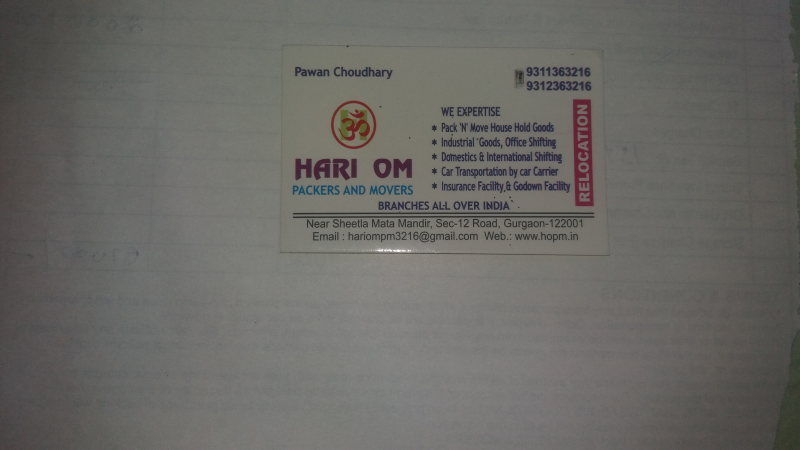 Pawan Choudhary
9311363216
9312363216
ॐ
HARI OM
PACKERS AND MOVERS
WE EXPERTISE
* Pack 'N' Move House Hold Goods
* Industrial Goods, Office Shifting
* Domestics & International Shifting
* Car Transportation by car Carrier
* Insurance Facility & Godown Facility
RELOCATION
BRANCHES ALL OVER INDIA
Near Sheetla Mata Mandir, Sec-12 Road, Gurgaon-122001
Email : hariompm3216@gmail.com Web.: www.hopm.in